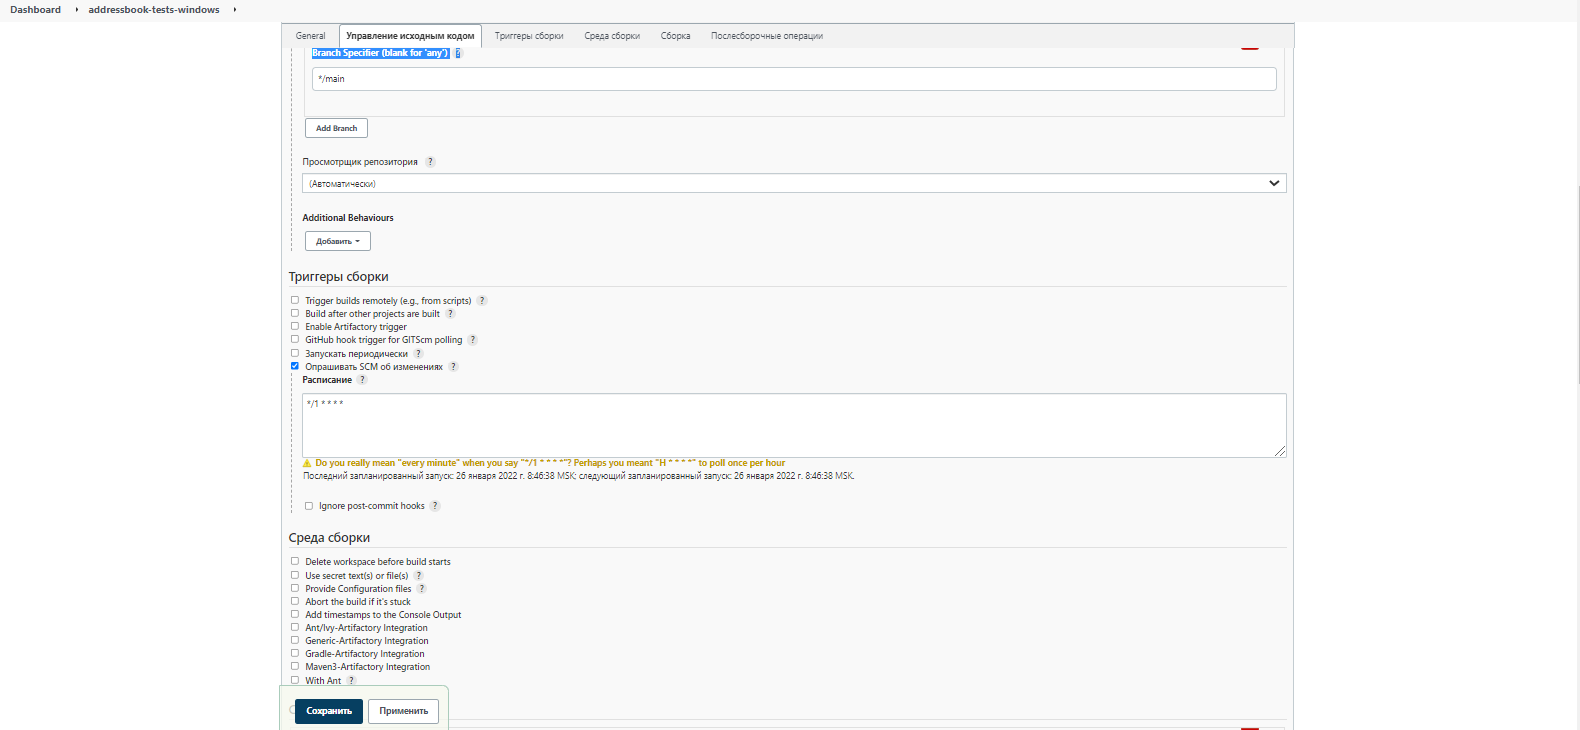 Dashboard
addressbook-tests-windows
General
Управление исходным кодом
Триггеры сборки
Среда сборки
Сборка
Послесборочные операции
Branch Specifier (blank for 'any') ?
*/main
Add Branch
Просмотрщик репозитория ?
(Автоматически)
Additional Behaviours
Добавить
Триггеры сборки
Trigger builds remotely (e.g., from scripts) ?
Build after other projects are built ?
Enable Artifactory trigger
GitHub hook trigger for GITScm polling ?
Запускать периодически ?
Опрашивать SCM об изменениях ?
Расписание ?
*/1 * * * *
Do you really mean "every minute" when you say "*/1 * * * *"? Perhaps you meant "H * * * *" to poll once per hour
Последний запланированный запуск: 26 января 2022 г. 8:46:38 MSK; следующий запланированный запуск: 26 января 2022 г. 8:46:38 MSK.
Ignore post-commit hooks ?
Среда сборки
Delete workspace before build starts
Use secret text(s) or file(s) ?
Provide Configuration files ?
Abort the build if it's stuck
Add timestamps to the Console Output
Ant/Ivy-Artifactory Integration
Generic-Artifactory Integration
Gradle-Artifactory Integration
Maven3-Artifactory Integration
With Ant ?
Сохранить
Применить